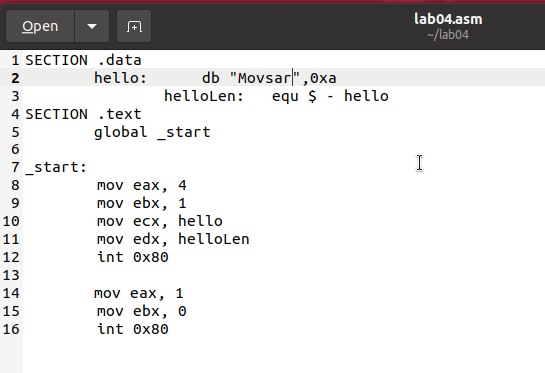 Open
lab04.asm
~/lab04
1 SECTION .data
2 hello: db "Movsar",0xa
3 helloLen: equ $ - hello
4 SECTION .text
5 global _start
6
7 _start:
8 mov eax, 4
9 mov ebx, 1
10 mov ecx, hello
11 mov edx, helloLen
12 int 0x80
13
14 mov eax, 1
15 mov ebx, 0
16 int 0x80